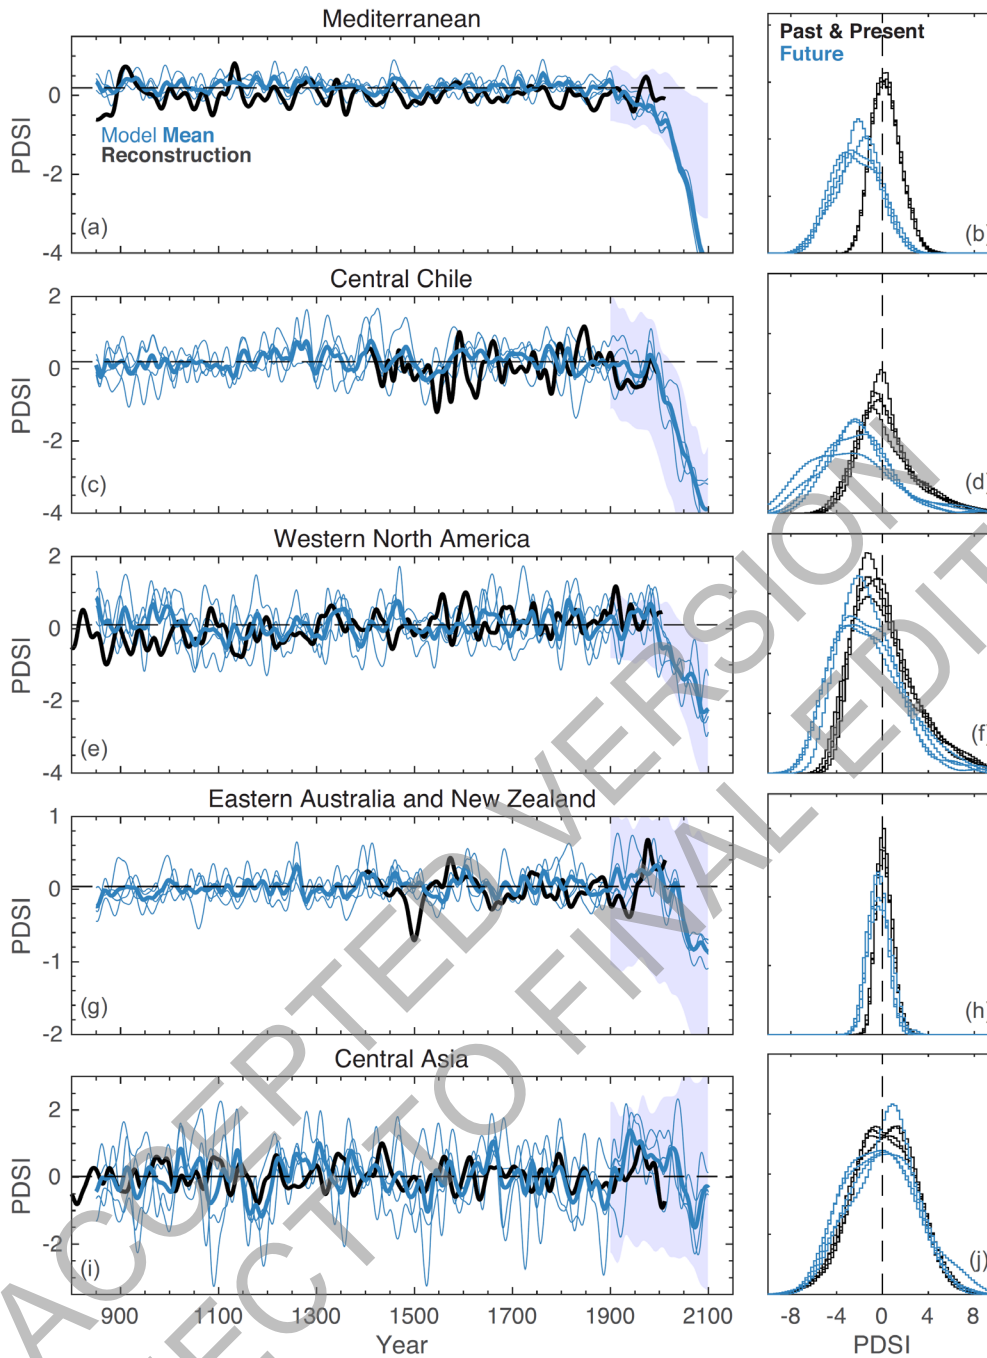 Mediterranean
Past & Present
Future
0
-2
-4
PDSI
Model Mean
Reconstruction
(a)
(b)
Central Chile
2
0
-2
-4
PDSI
(c)
(d)
Western North America
2
0
-2
-4
PDSI
(e)
(f)
Eastern Australia and New Zealand
1
0
-1
-2
PDSI
(g)
(h)
Central Asia
2
0
-2
PDSI
(i)
(j)
900 1100 1300 1500 1700 1900 2100
Year
-8 -4 0 4 8
PDSI
ACCEPTED VERSION
SUBJECT TO FINAL EDIT